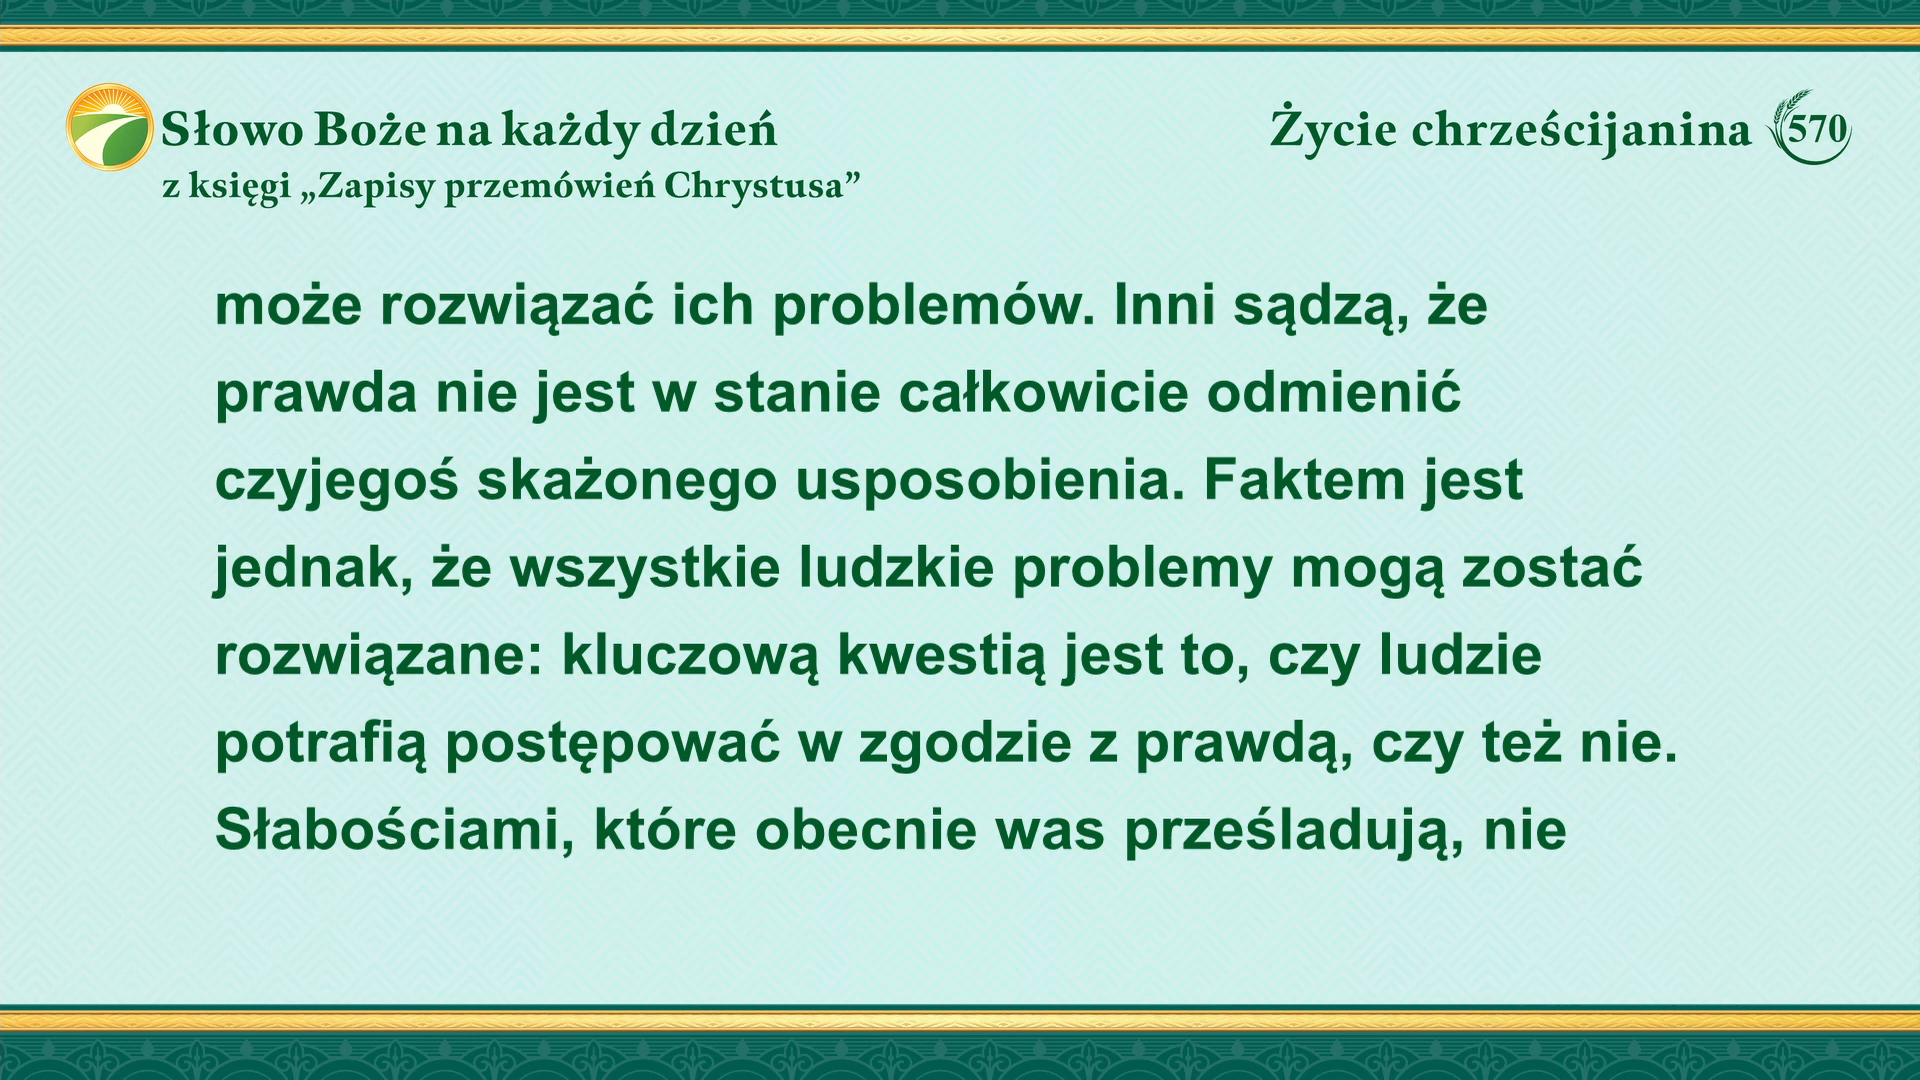 Słowo Boże na każdy dzień
z księgi „Zapisy przemówień Chrystusa”
Życie chrześcijanina 570
może rozwiązać ich problemów. Inni sądzą, że
prawda nie jest w stanie całkowicie odmienić
czyjegoś skażonego usposobienia. Faktem jest
jednak, że wszystkie ludzkie problemy mogą zostać
rozwiązane: kluczową kwestią jest to, czy ludzie
potrafią postępować w zgodzie z prawdą, czy też nie.
Słabościami, które obecnie was prześladują, nie